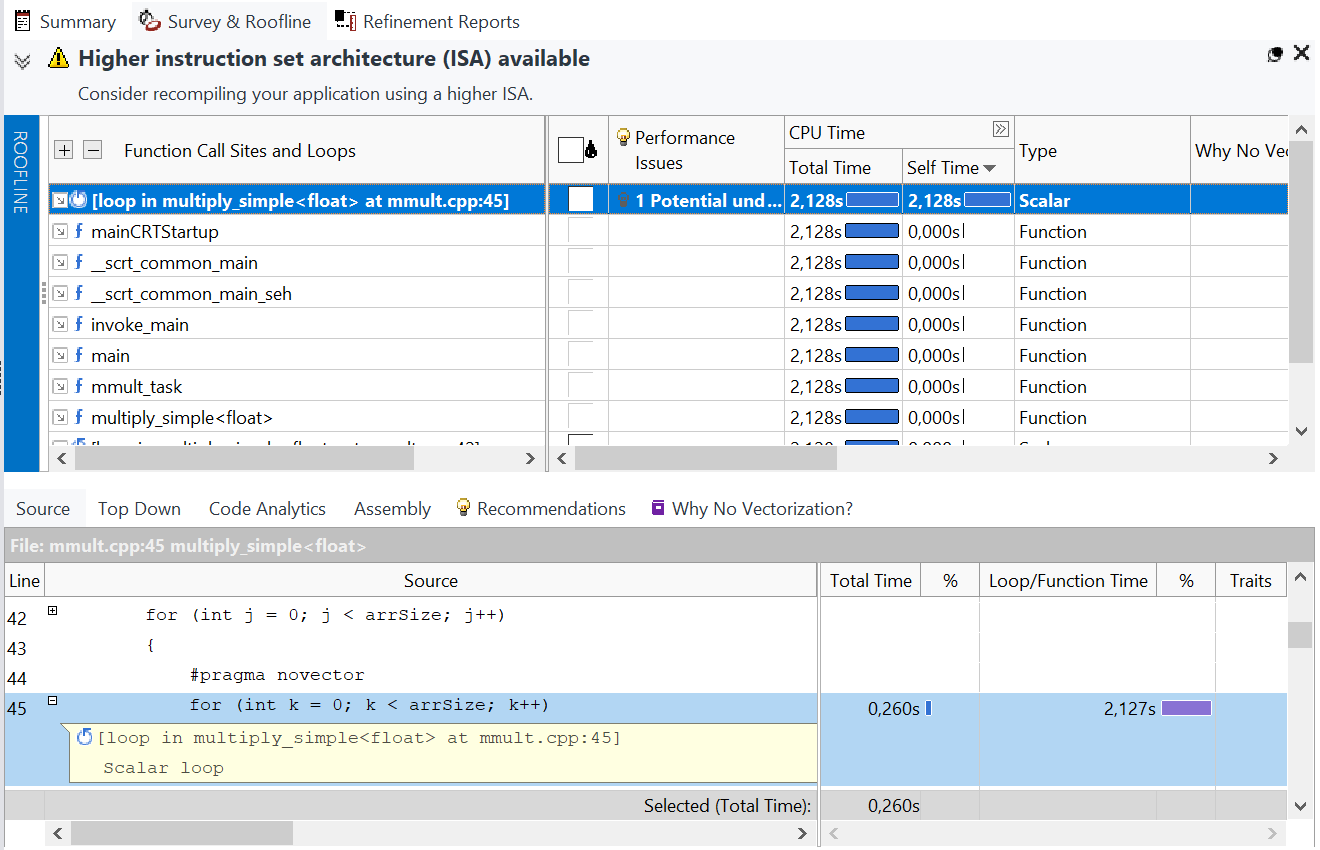 Summary Survey & Roofline Refinement Reports
Higher instruction set architecture (ISA) available
Consider recompiling your application using a higher ISA.
ROOFLINE
Function Call Sites and Loops
Performance Issues
CPU Time
Total Time Self Time
Type
Why No Vec
[loop in multiply_simple<float> at mmult.cpp:45] 1 Potential und ... 2,128s 2,128s Scalar
mainCRTStartup 2,128s 0,000s Function
__scrt_common_main 2,128s 0,000s Function
__scrt_common_main_seh 2,128s 0,000s Function
invoke_main 2,128s 0,000s Function
main 2,128s 0,000s Function
mmult_task 2,128s 0,000s Function
multiply_simple<float> 2,128s 0,000s Function
Source Top Down Code Analytics Assembly Recommendations Why No Vectorization?
File: mmult.cpp:45 multiply_simple<float>
Line Source Total Time % Loop/Function Time % Traits
42 for (int j = 0; j < arrSize; j++)
43 {
44 #pragma novector
45 for (int k = 0; k < arrSize; k++) 0,260s 2,127s
[loop in multiply_simple<float> at mmult.cpp:45]
Scalar loop
Selected (Total Time): 0,260s